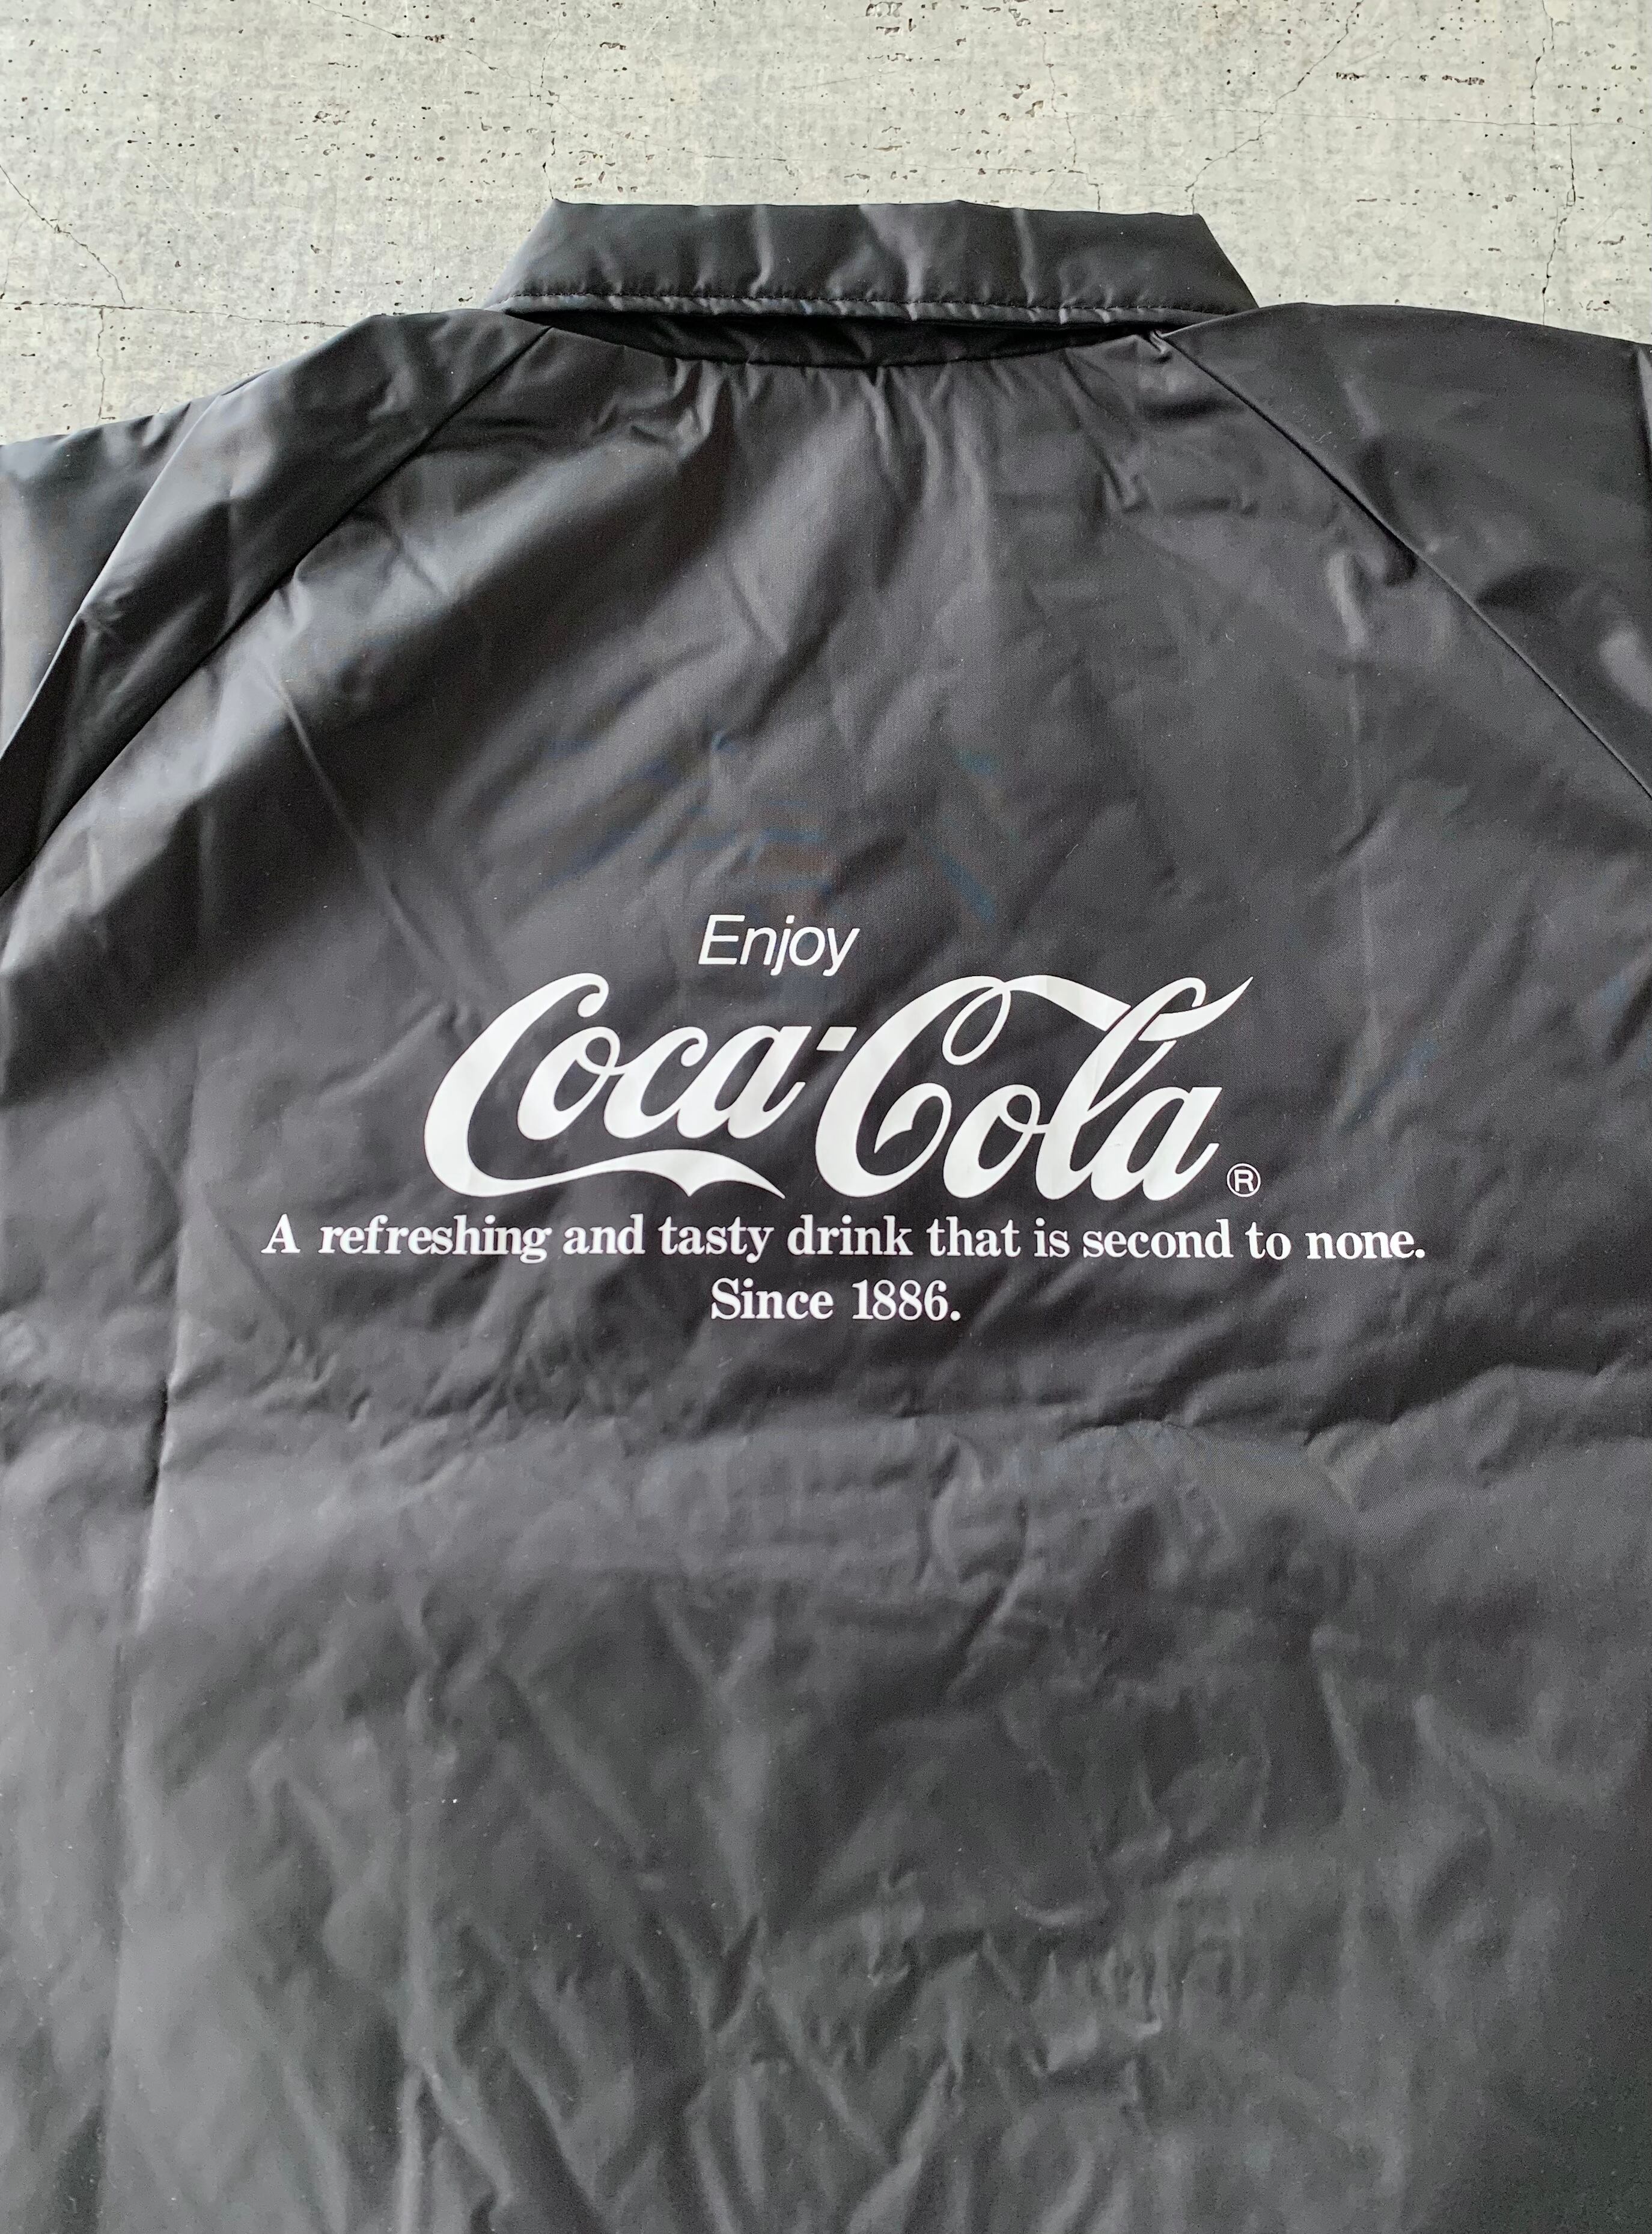 Enjoy
Coca-Cola ®
A refreshing and tasty drink that is second to none.
Since 1886.